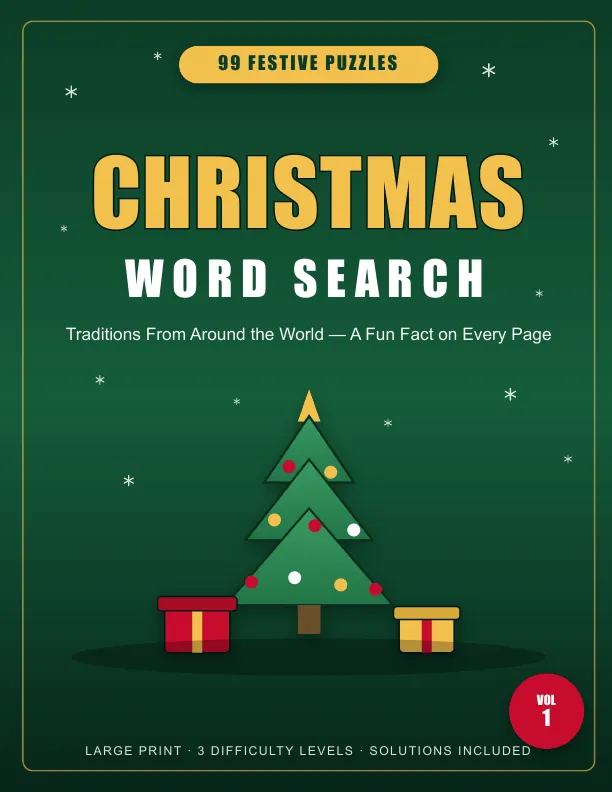 99 FESTIVE PUZZLES
CHRISTMAS
WORD SEARCH
Traditions From Around the World — A Fun Fact on Every Page
VOL
1
LARGE PRINT · 3 DIFFICULTY LEVELS · SOLUTIONS INCLUDED